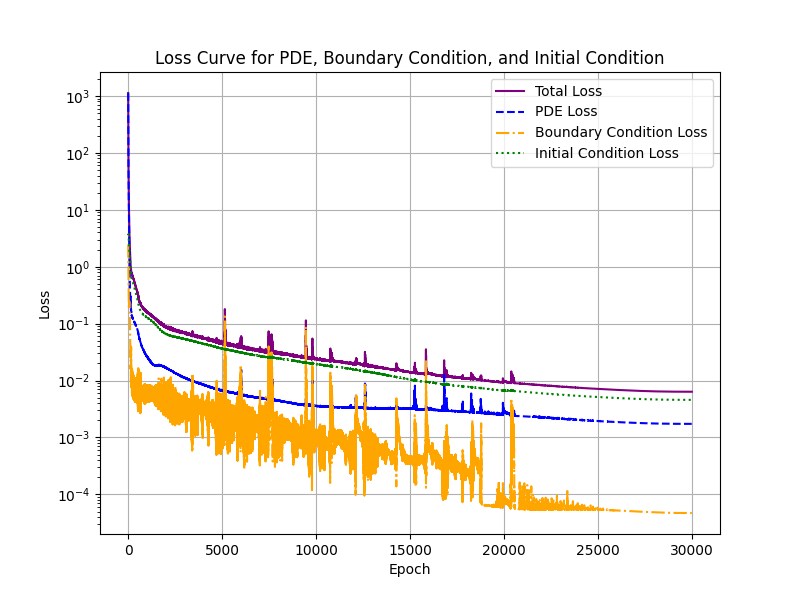 Loss Curve for PDE, Boundary Condition, and Initial Condition
Total Loss
PDE Loss
Boundary Condition Loss
Initial Condition Loss
10³
10²
10¹
10⁰
10⁻¹
10⁻²
10⁻³
10⁻⁴
Loss
0 5000 10000 15000 20000 25000 30000
Epoch